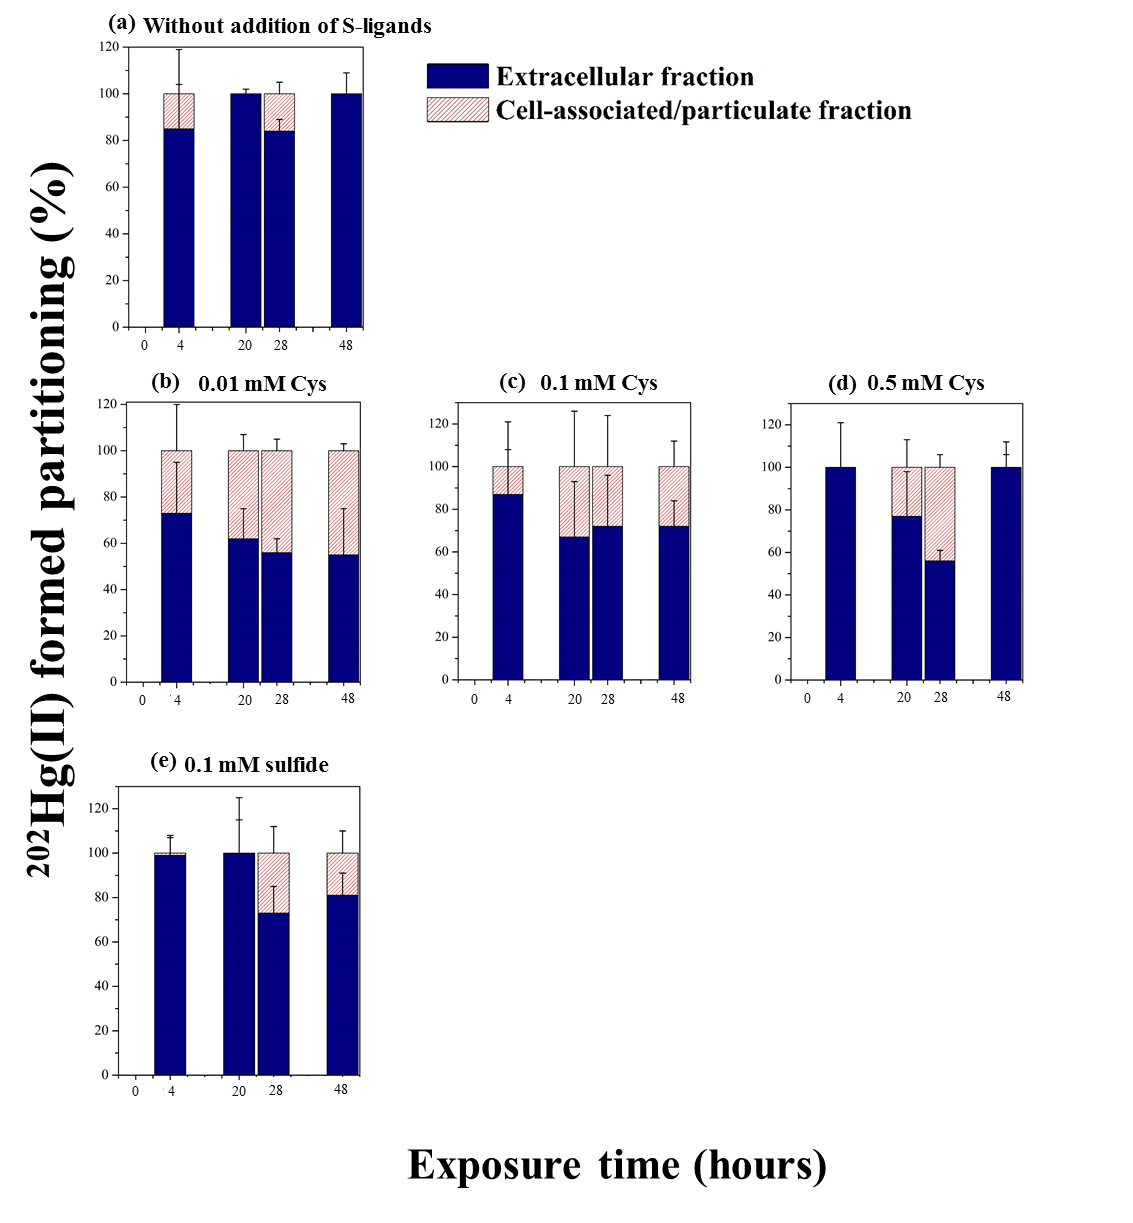 (a) Without addition of S-ligands
Extracellular fraction
Cell-associated/particulate fraction
120
100
80
60
40
20
0
0 4 20 28 48
²⁰²Hg(II) formed partitioning (%)
(b) 0.01 mM Cys
120
100
80
60
40
20
0
0 4 20 28 48
(c) 0.1 mM Cys
120
100
80
60
40
20
0
0 4 20 28 48
(d) 0.5 mM Cys
120
100
80
60
40
20
0
0 4 20 28 48
(e) 0.1 mM sulfide
120
100
80
60
40
20
0
0 4 20 28 48
Exposure time (hours)